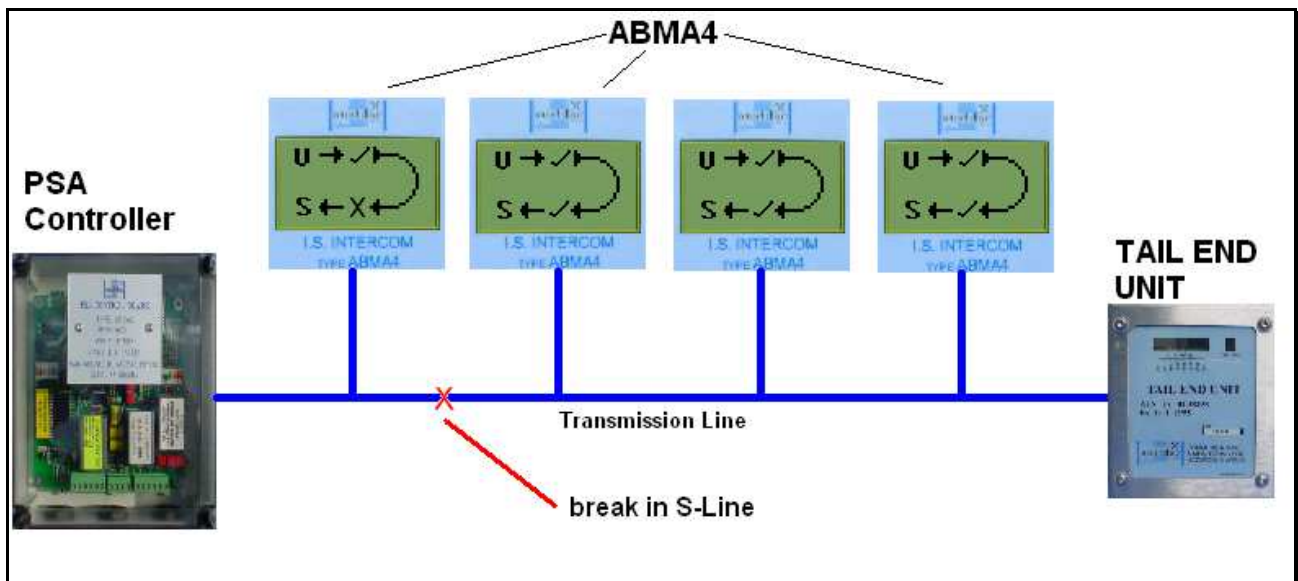 ABMA4
PSA
Controller
U
S X
I.S. INTERCOM
TYPE ABMA4
U
S
I.S. INTERCOM
TYPE ABMA4
U
S
I.S. INTERCOM
TYPE ABMA4
U
S
I.S. INTERCOM
TYPE ABMA4
TAIL END
UNIT
TAIL END UNIT
X
Transmission Line
break in S-Line